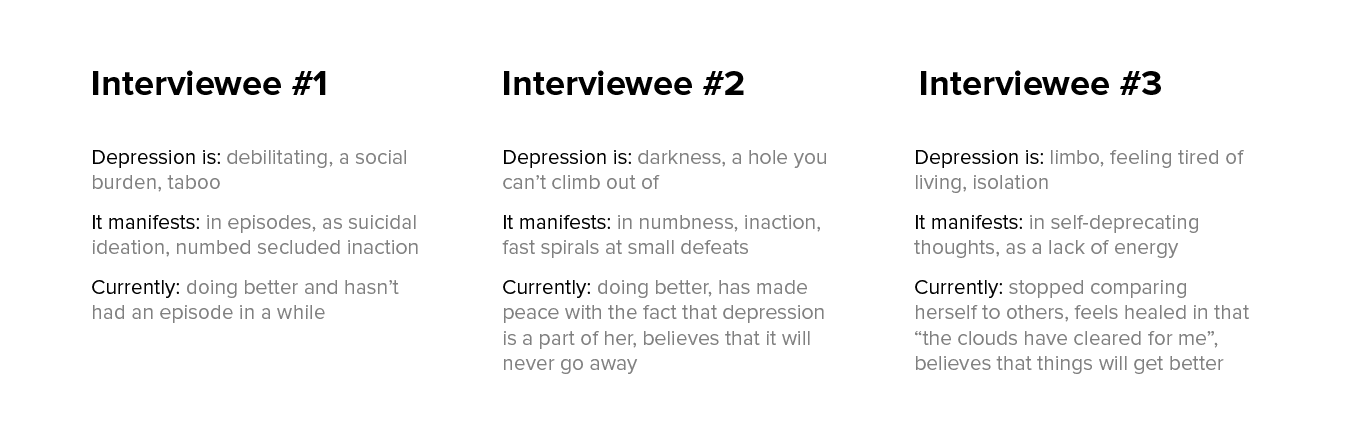 Interviewee #1
Depression is: debilitating, a social
burden, taboo
It manifests: in episodes, as suicidal
ideation, numbed secluded inaction
Currently: doing better and hasn’t
had an episode in a while
Interviewee #2
Depression is: darkness, a hole you
can’t climb out of
It manifests: in numbness, inaction,
fast spirals at small defeats
Currently: doing better, has made
peace with the fact that depression
is a part of her, believes that it will
never go away
Interviewee #3
Depression is: limbo, feeling tired of
living, isolation
It manifests: in self-deprecating
thoughts, as a lack of energy
Currently: stopped comparing
herself to others, feels healed in that
“the clouds have cleared for me”,
believes that things will get better